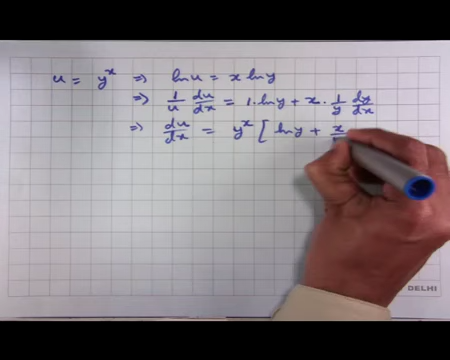 u = y^x ⇒ ln u = x ln y
⇒ 1/u du/dx = 1 · ln y + x · 1/y dy/dx
⇒ du/dx = y^x [ ln y + x/
DELHI